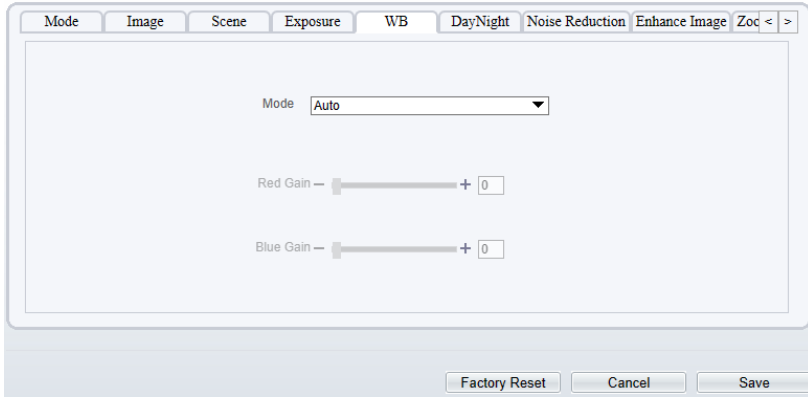 Mode Image Scene Exposure WB DayNight Noise Reduction Enhance Image < >
Mode Auto
Red Gain − + 0
Blue Gain − + 0
Factory Reset Cancel Save